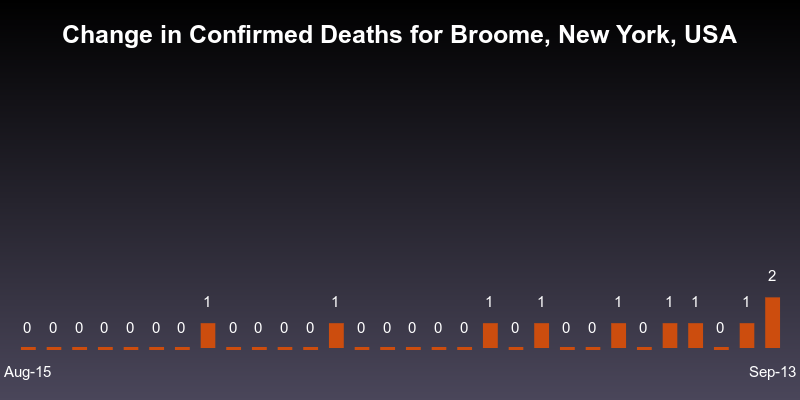 Change in Confirmed Deaths for Broome, New York, USA
2
1 1 1 1 1 1 1 1
0 0 0 0 0 0 0 0 0 0 0 0 0 0 0 0 0 0 0 0 0
Aug-15 Sep-13